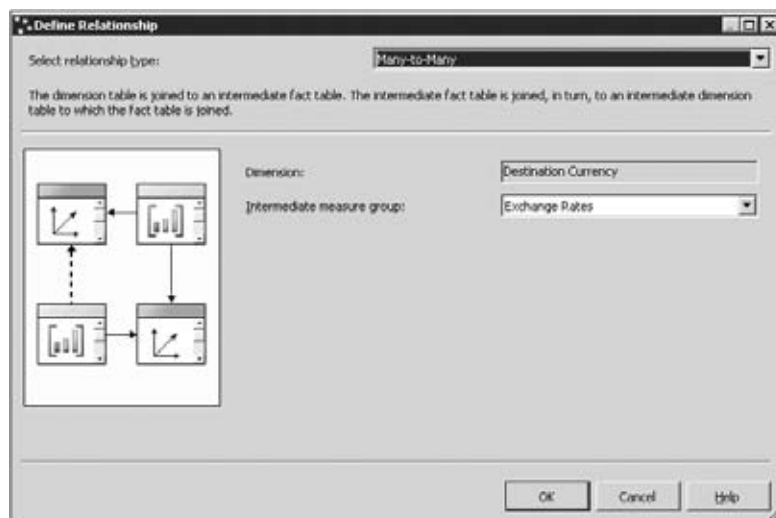 Define Relationship
Select relationship type:
Many-to-Many
The dimension table is joined to an intermediate fact table. The intermediate fact table is joined, in turn, to an intermediate dimension
table to which the fact table is joined.
Dimension:
Destination Currency
Intermediate measure group:
Exchange Rates
OK
Cancel
Help